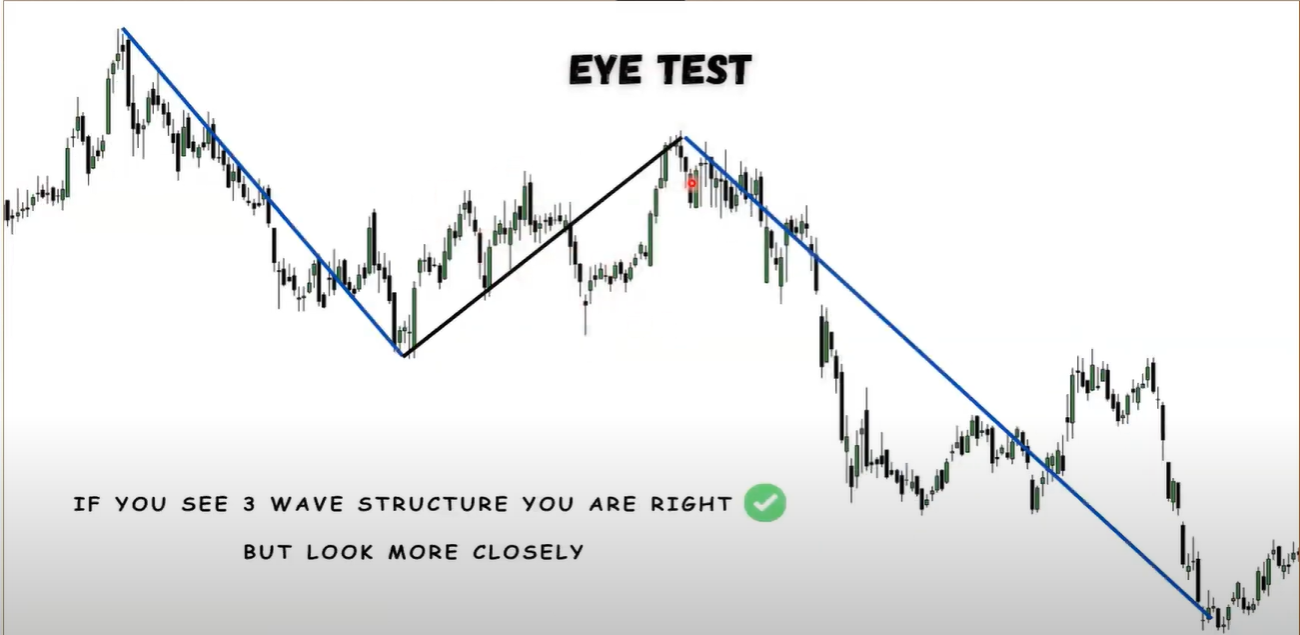 EYE TEST
IF YOU SEE 3 WAVE STRUCTURE YOU ARE RIGHT
BUT LOOK MORE CLOSELY